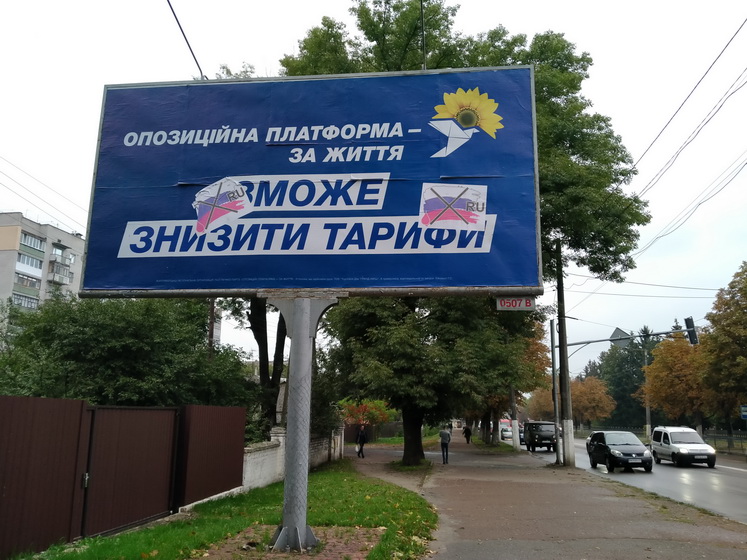 ОПОЗИЦІЙНА ПЛАТФОРМА –
ЗА ЖИТТЯ
ЗМОЖЕ
RU
RU
ЗНИЗИТИ ТАРИФИ
0507 B